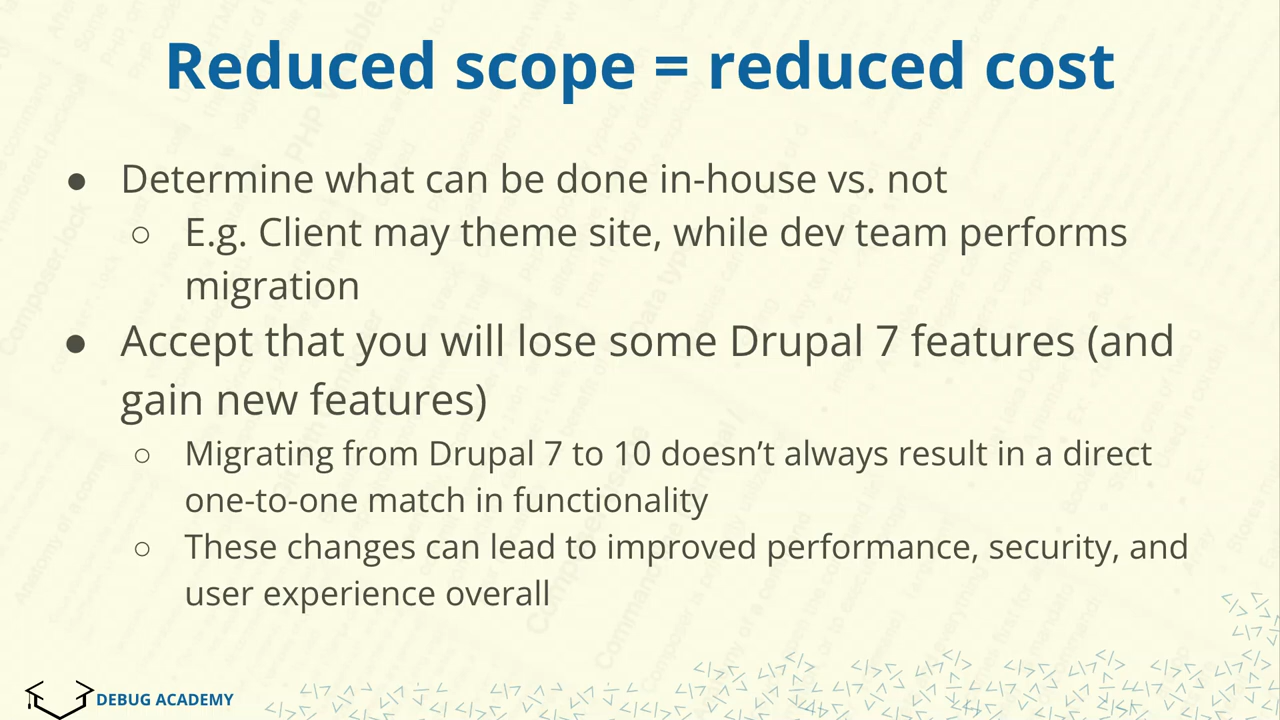 Reduced scope = reduced cost
● Determine what can be done in-house vs. not
○ E.g. Client may theme site, while dev team performs
migration
● Accept that you will lose some Drupal 7 features (and
gain new features)
○ Migrating from Drupal 7 to 10 doesn’t always result in a direct
one-to-one match in functionality
○ These changes can lead to improved performance, security, and
user experience overall
DEBUG ACADEMY